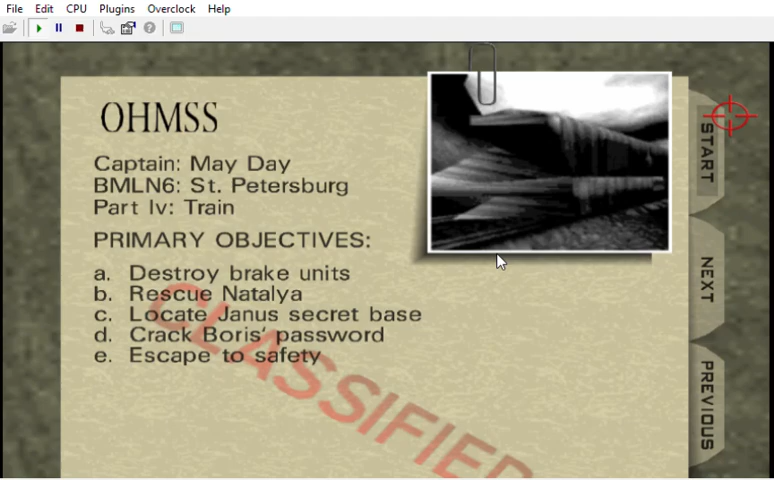 File Edit CPU Plugins Overclock Help
OHMSS
Captain: May Day
BMLN6: St. Petersburg
Part Iv: Train
PRIMARY OBJECTIVES:
a. Destroy brake units
b. Rescue Natalya
c. Locate Janus secret base
d. Crack Boris' password
e. Escape to safety
CLASSIFIED
START
NEXT
PREVIOUS